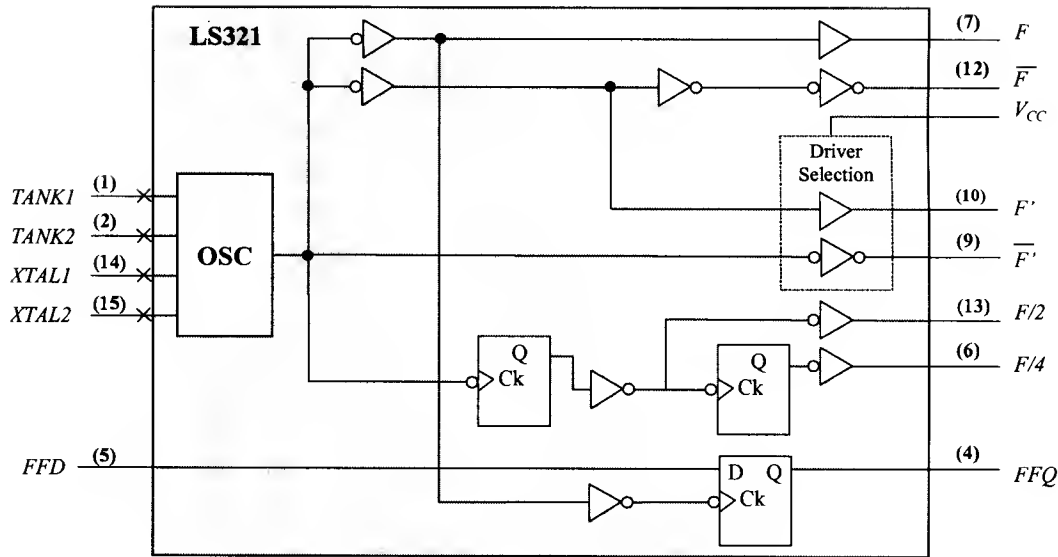 LS321
(7) F
(12) F̅
V_CC
Driver
Selection
TANK1 (1)
TANK2 (2)
XTAL1 (14)
XTAL2 (15)
OSC
(10) F'
(9) F̅'
(13) F/2
(6) F/4
Q
Ck
Q
Ck
FFD (5)
D Q
Ck
(4) FFQ